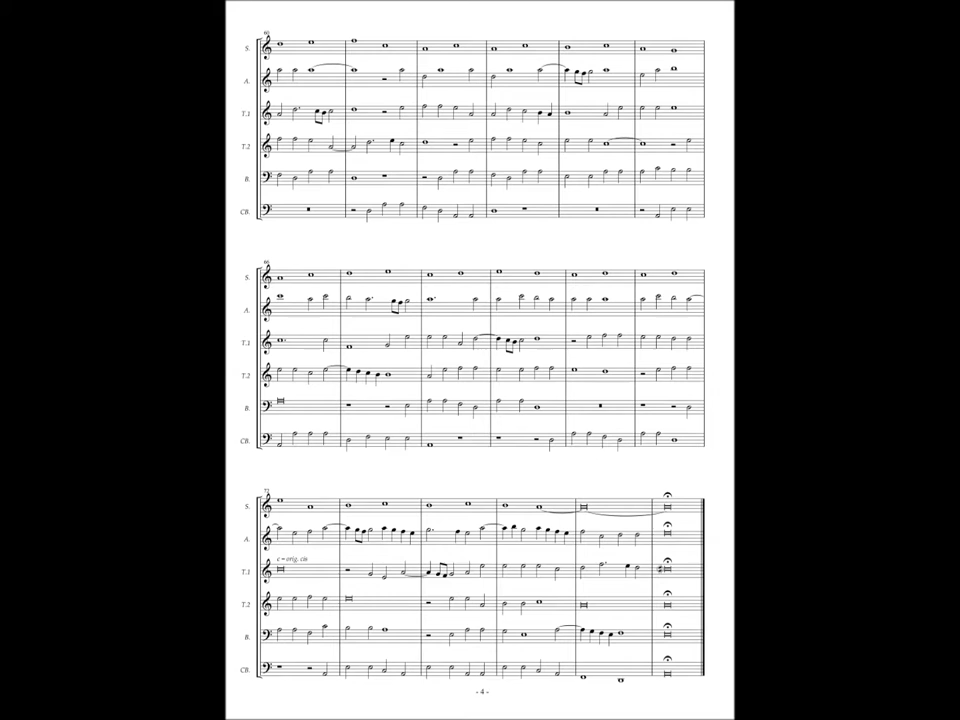 60
S.
A.
T.1
T.2
B.
CB.
66
S.
A.
T.1
T.2
B.
CB.
72
S.
A.
c = orig. cis
T.1
T.2
B.
CB.
- 4 -